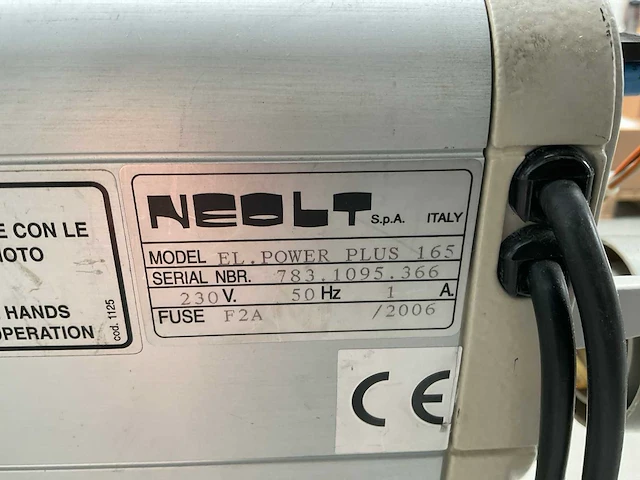 E CON LE
MOTO
HANDS
OPERATION
cod. 1125
NEOLT S.p.A. ITALY
MODEL EL.POWER PLUS 165
SERIAL NBR. 783.1095.366
230 V. 50 Hz 1 A.
FUSE F2A /2006
CE